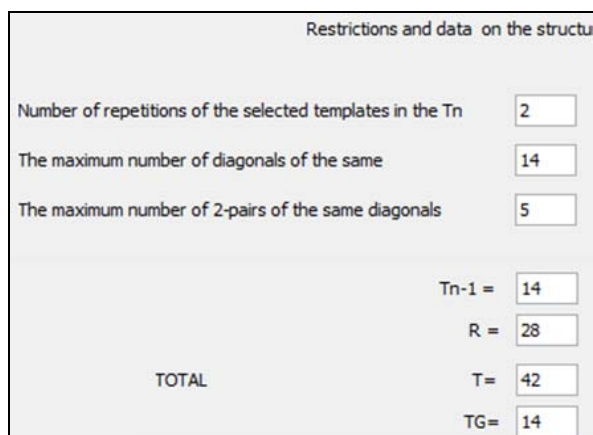 Restrictions and data on the structu
Number of repetitions of the selected templates in the Tn 2
The maximum number of diagonals of the same 14
The maximum number of 2-pairs of the same diagonals 5
Tn-1 = 14
R = 28
TOTAL T= 42
TG= 14